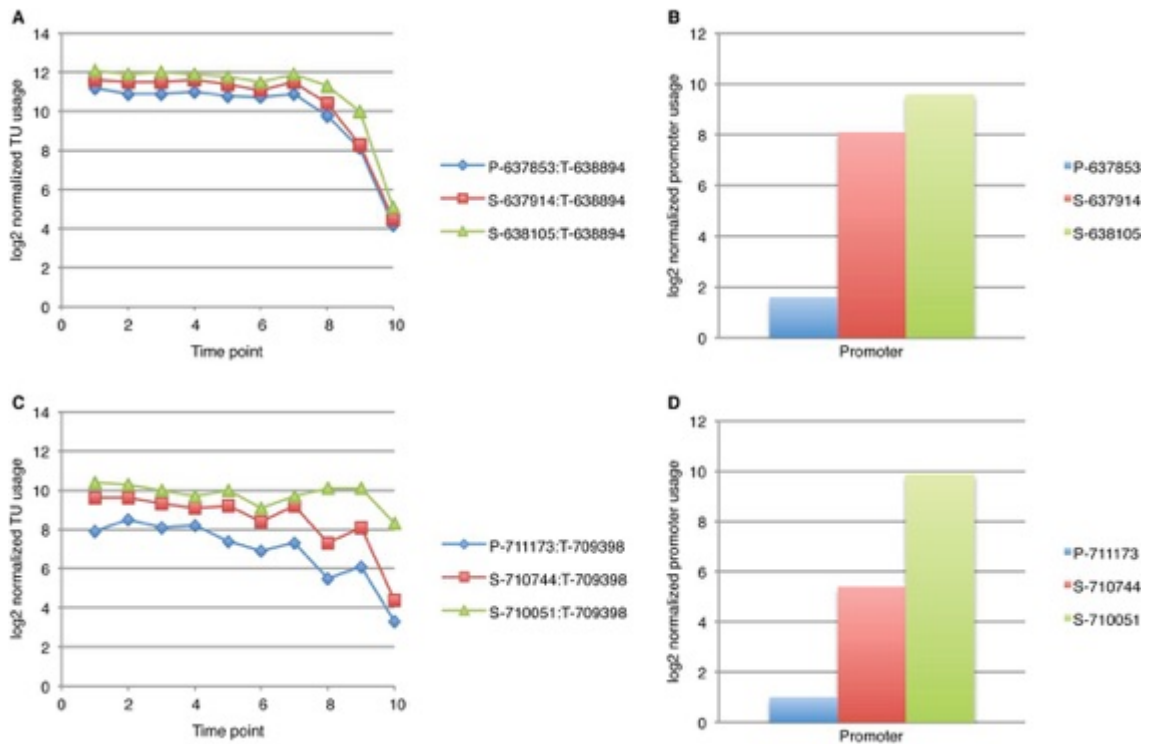 A
log2 normalized TU usage
14
12
10
8
6
4
2
0
0 2 4 6 8 10
Time point
P-637853:T-638894
S-637914:T-638894
S-638105:T-638894
B
log2 normalized promoter usage
12
10
8
6
4
2
0
Promoter
P-637853
S-637914
S-638105
C
log2 normalized TU usage
14
12
10
8
6
4
2
0
0 2 4 6 8 10
Time point
P-711173:T-709398
S-710744:T-709398
S-710051:T-709398
D
log2 normalized promoter usage
12
10
8
6
4
2
0
Promoter
P-711173
S-710744
S-710051